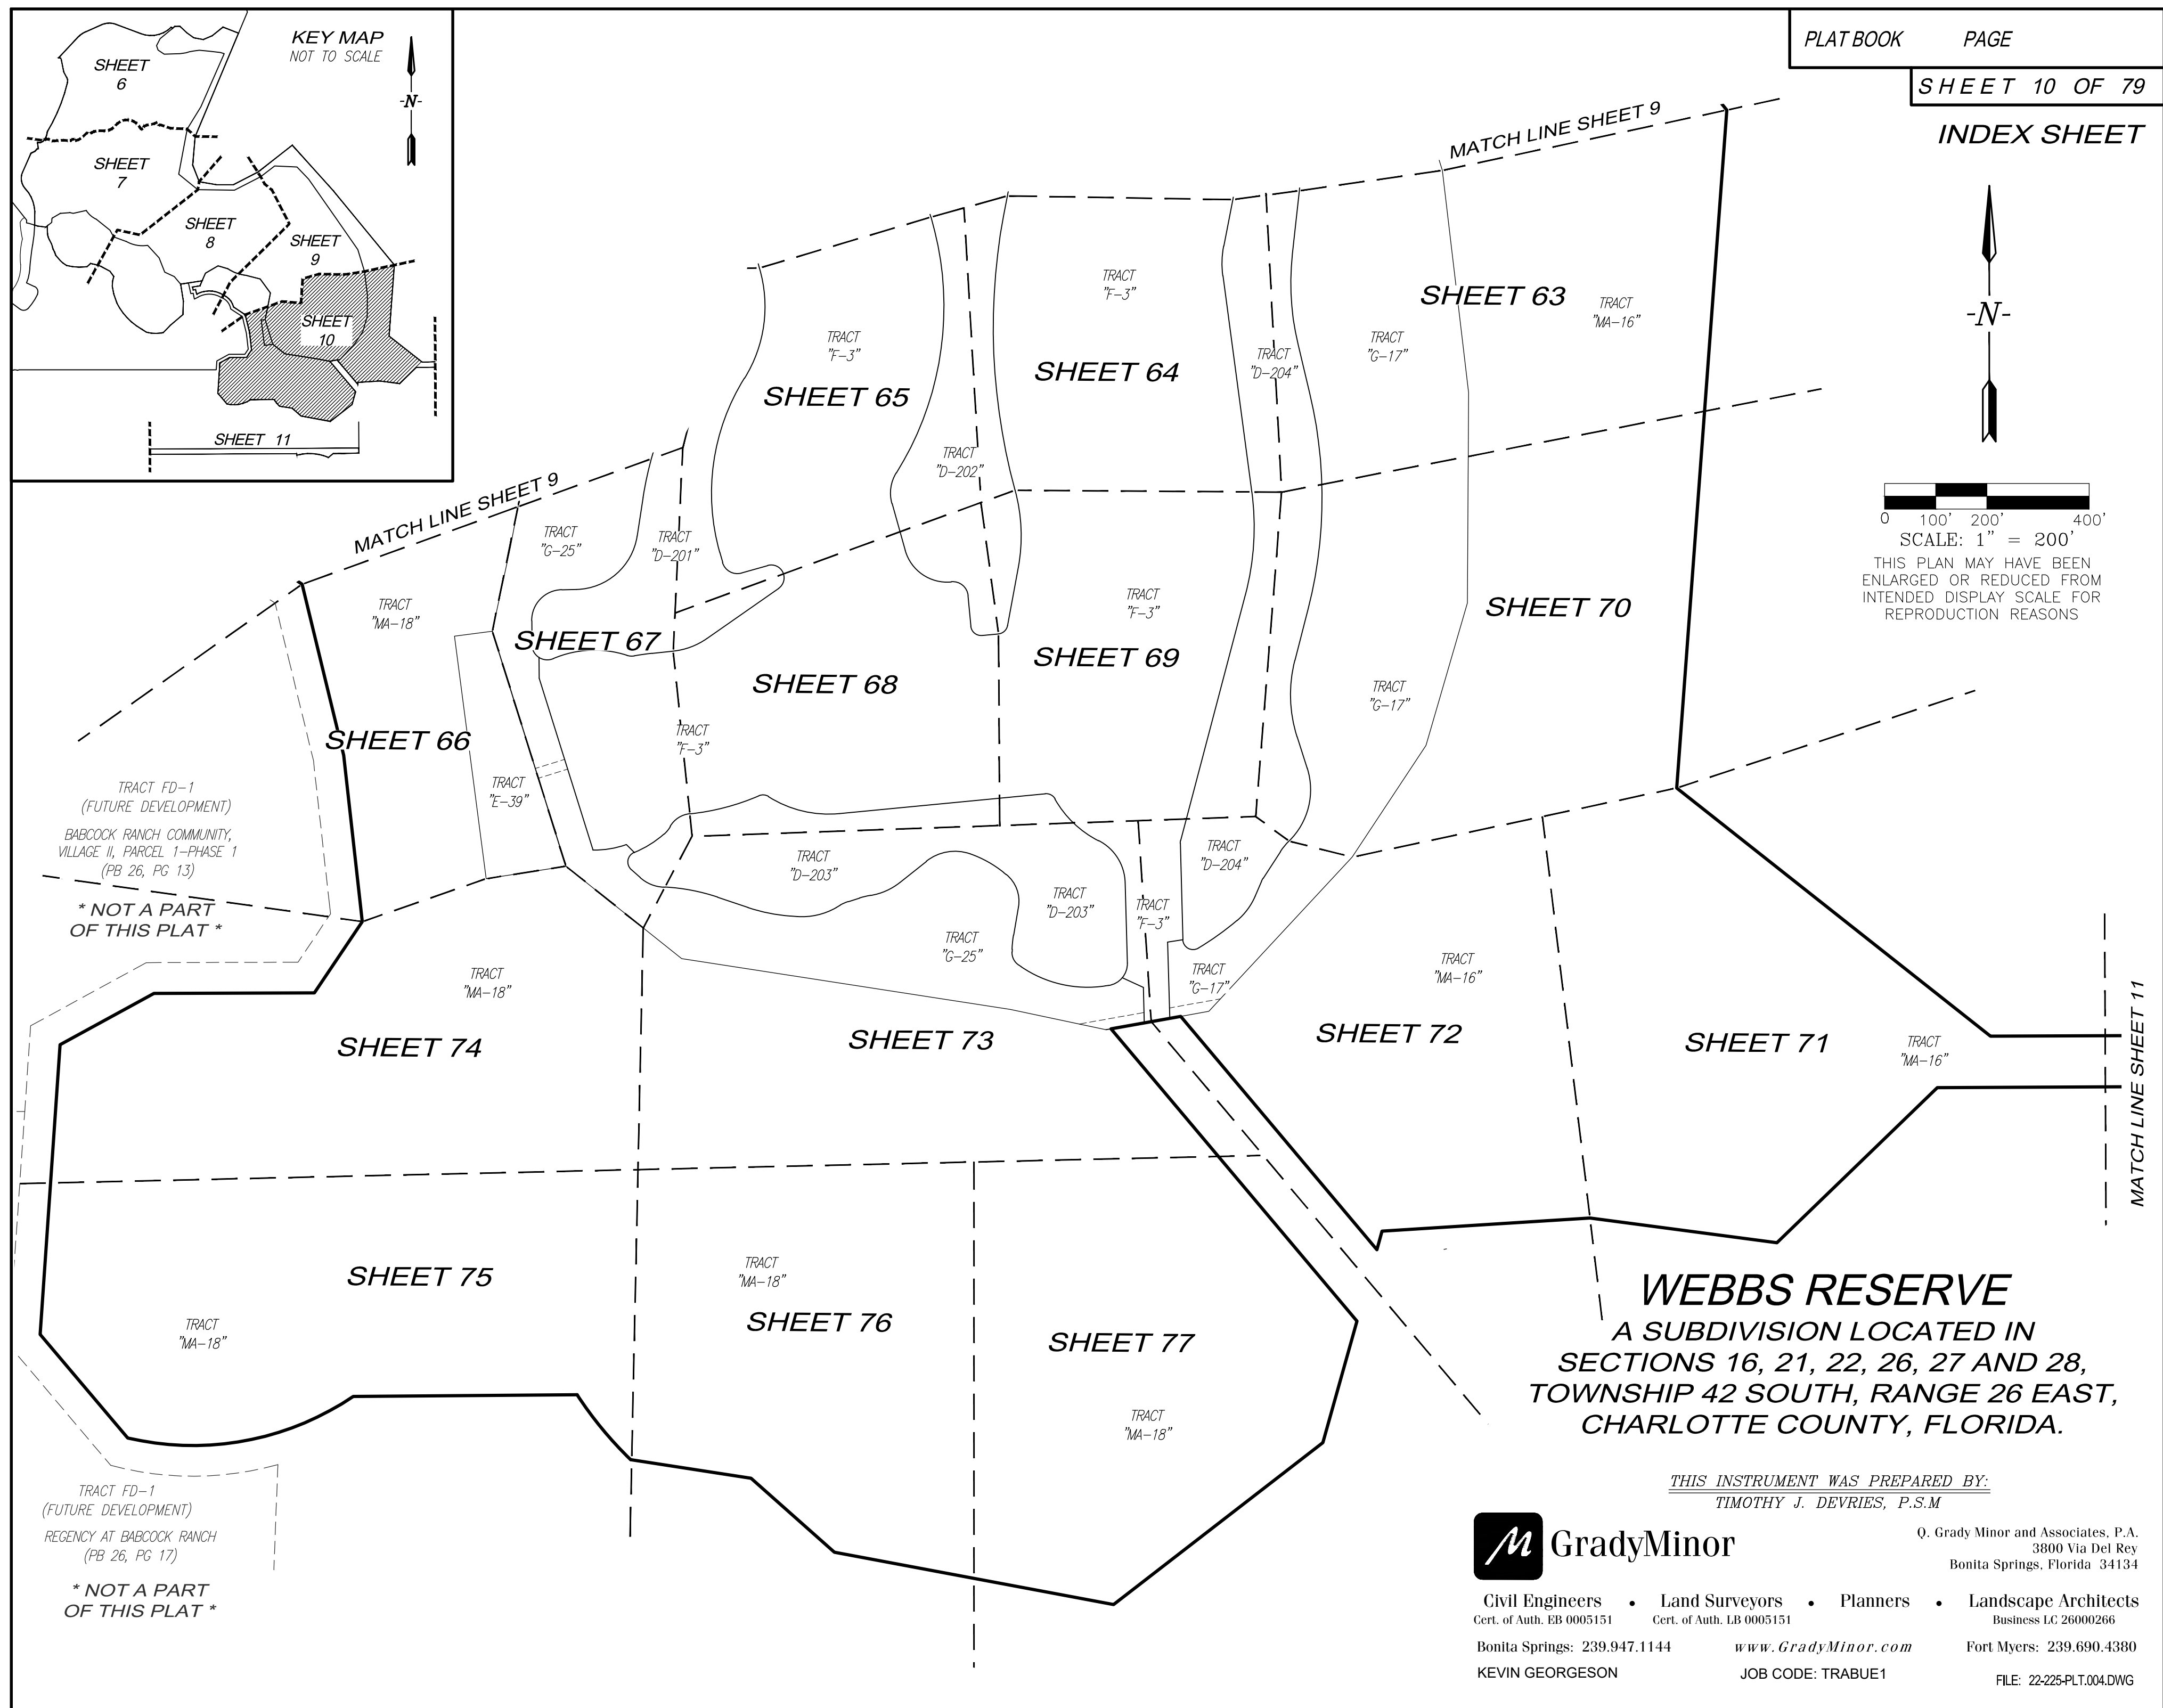 KEY MAP
NOT TO SCALE
-N-
SHEET
6
SHEET
7
SHEET
8
SHEET
9
SHEET
10
SHEET 11
PLAT BOOK PAGE
SHEET 10 OF 79
INDEX SHEET
-N-
0 100' 200' 400'
SCALE: 1" = 200'
THIS PLAN MAY HAVE BEEN
ENLARGED OR REDUCED FROM
INTENDED DISPLAY SCALE FOR
REPRODUCTION REASONS
MATCH LINE SHEET 9
TRACT
"F-3"
SHEET 63
TRACT
"MA-16"
TRACT
"F-3"
SHEET 65
SHEET 64
TRACT
"D-204"
TRACT
"G-17"
TRACT
"D-202"
MATCH LINE SHEET 9
TRACT
"G-25"
TRACT
"D-201"
TRACT
"MA-18"
TRACT
"F-3"
SHEET 70
SHEET 67
SHEET 68
SHEET 69
TRACT
"G-17"
SHEET 66
TRACT
"F-3"
TRACT
"E-39"
TRACT FD-1
(FUTURE DEVELOPMENT)
BABCOCK RANCH COMMUNITY,
VILLAGE II, PARCEL 1-PHASE 1
(PB 26, PG 13)
* NOT A PART
OF THIS PLAT *
TRACT
"D-203"
TRACT
"D-204"
TRACT
"D-203"
TRACT
"F-3"
TRACT
"G-25"
TRACT
"MA-18"
TRACT
"G-17"
TRACT
"MA-16"
SHEET 74
SHEET 73
SHEET 72
SHEET 71
TRACT
"MA-16"
MATCH LINE SHEET 11
SHEET 75
TRACT
"MA-18"
TRACT
"MA-18"
SHEET 76
SHEET 77
TRACT
"MA-18"
TRACT FD-1
(FUTURE DEVELOPMENT)
REGENCY AT BABCOCK RANCH
(PB 26, PG 17)
* NOT A PART
OF THIS PLAT *
WEBBS RESERVE
A SUBDIVISION LOCATED IN
SECTIONS 16, 21, 22, 26, 27 AND 28,
TOWNSHIP 42 SOUTH, RANGE 26 EAST,
CHARLOTTE COUNTY, FLORIDA.
THIS INSTRUMENT WAS PREPARED BY:
TIMOTHY J. DEVRIES, P.S.M
GradyMinor
Q. Grady Minor and Associates, P.A.
3800 Via Del Rey
Bonita Springs, Florida 34134
Civil Engineers • Land Surveyors • Planners • Landscape Architects
Cert. of Auth. EB 0005151 Cert. of Auth. LB 0005151 Business LC 26000266
Bonita Springs: 239.947.1144 www.GradyMinor.com Fort Myers: 239.690.4380
KEVIN GEORGESON JOB CODE: TRABUE1 FILE: 22-225-PLT.004.DWG